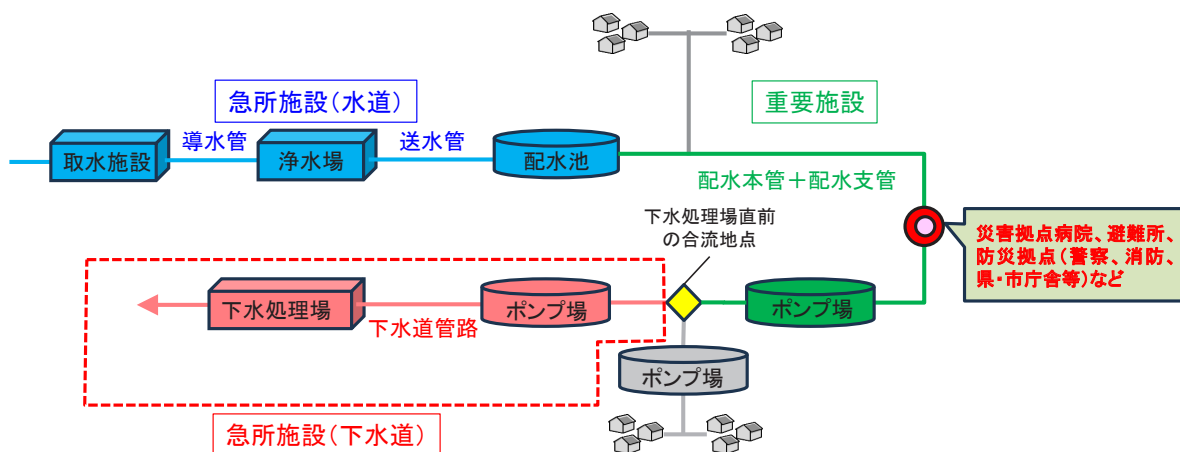 急所施設(水道)
重要施設
導水管
送水管
取水施設
浄水場
配水池
配水本管+配水支管
下水処理場直前
の合流地点
災害拠点病院、避難所、
防災拠点(警察、消防、
県・市庁舎等)など
下水処理場
下水道管路
ポンプ場
ポンプ場
ポンプ場
急所施設(下水道)